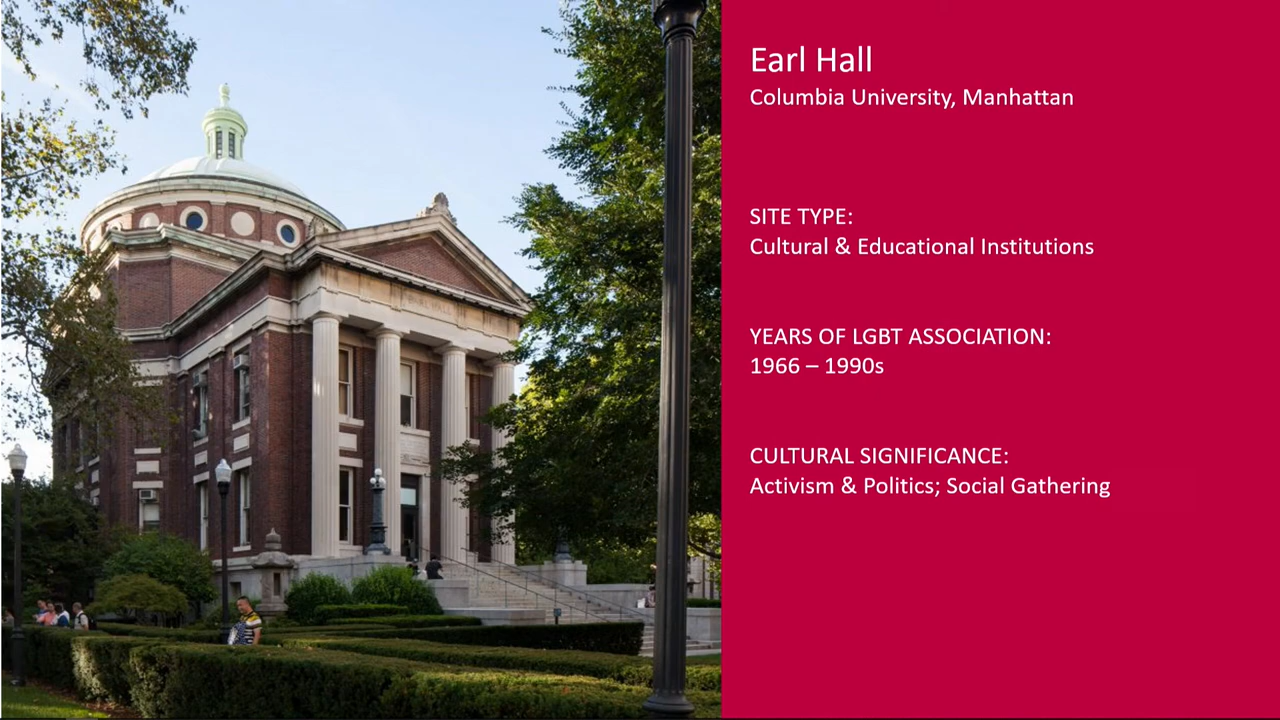 Earl Hall
Columbia University, Manhattan
SITE TYPE:
Cultural & Educational Institutions
YEARS OF LGBT ASSOCIATION:
1966 – 1990s
CULTURAL SIGNIFICANCE:
Activism & Politics; Social Gathering